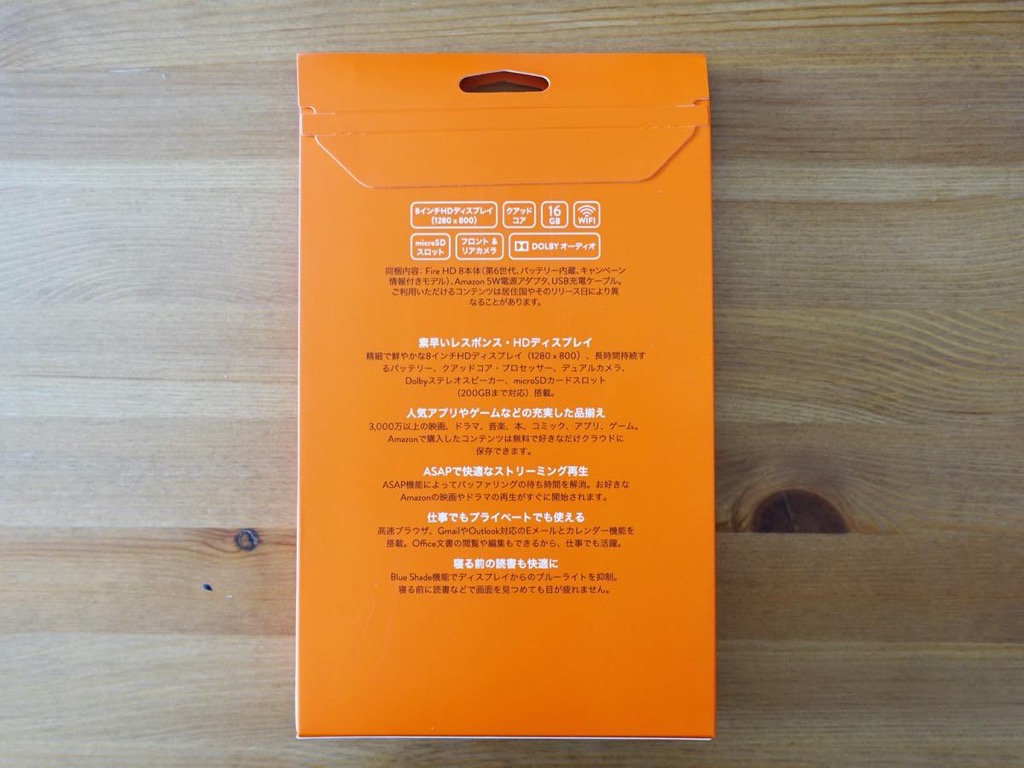 8インチHDディスプレイ
(1280 x 800)
クアッド
コア
16
GB
WiFi
microSD
スロット
フロント &
リアカメラ
DOLBY オーディオ
同梱内容: Fire HD 8本体(第6世代、バッテリー内蔵、キャンペーン
情報付きモデル)、Amazon 5W電源アダプタ、USB充電ケーブル。
ご利用いただけるコンテンツは居住国やそのリリース日により異
なることがあります。
素早いレスポンス・HDディスプレイ
精細で鮮やかな8インチHDディスプレイ(1280 x 800)、長時間持続す
るバッテリー、クアッドコア・プロセッサー、デュアルカメラ、
Dolbyステレオスピーカー、microSDカードスロット
(200GBまで対応)搭載。
人気アプリやゲームなどの充実した品揃え
3,000万以上の映画、ドラマ、音楽、本、コミック、アプリ、ゲーム。
Amazonで購入したコンテンツは無料で好きなだけクラウドに
保存できます。
ASAPで快適なストリーミング再生
ASAP機能によってバッファリングの待ち時間を解消。お好きな
Amazonの映画やドラマの再生がすぐに開始されます。
仕事でもプライベートでも使える
高速ブラウザ、GmailやOutlook対応のEメールとカレンダー機能を
搭載。Office文書の閲覧や編集もできるから、仕事でも活躍。
寝る前の読書も快適に
Blue Shade機能でディスプレイからのブルーライトを抑制。
寝る前に読書などで画面を見つめても目が疲れません。